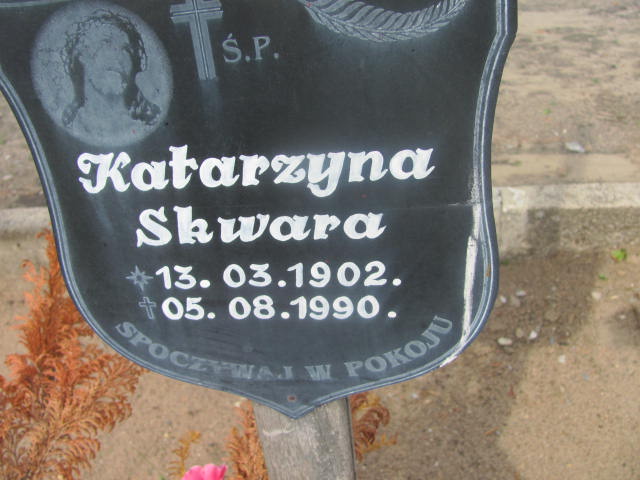 Ś.P.
Katarzyna
Skwara
13. 03. 1902.
05. 08. 1990.
SPOCZYWAJ W POKOJU